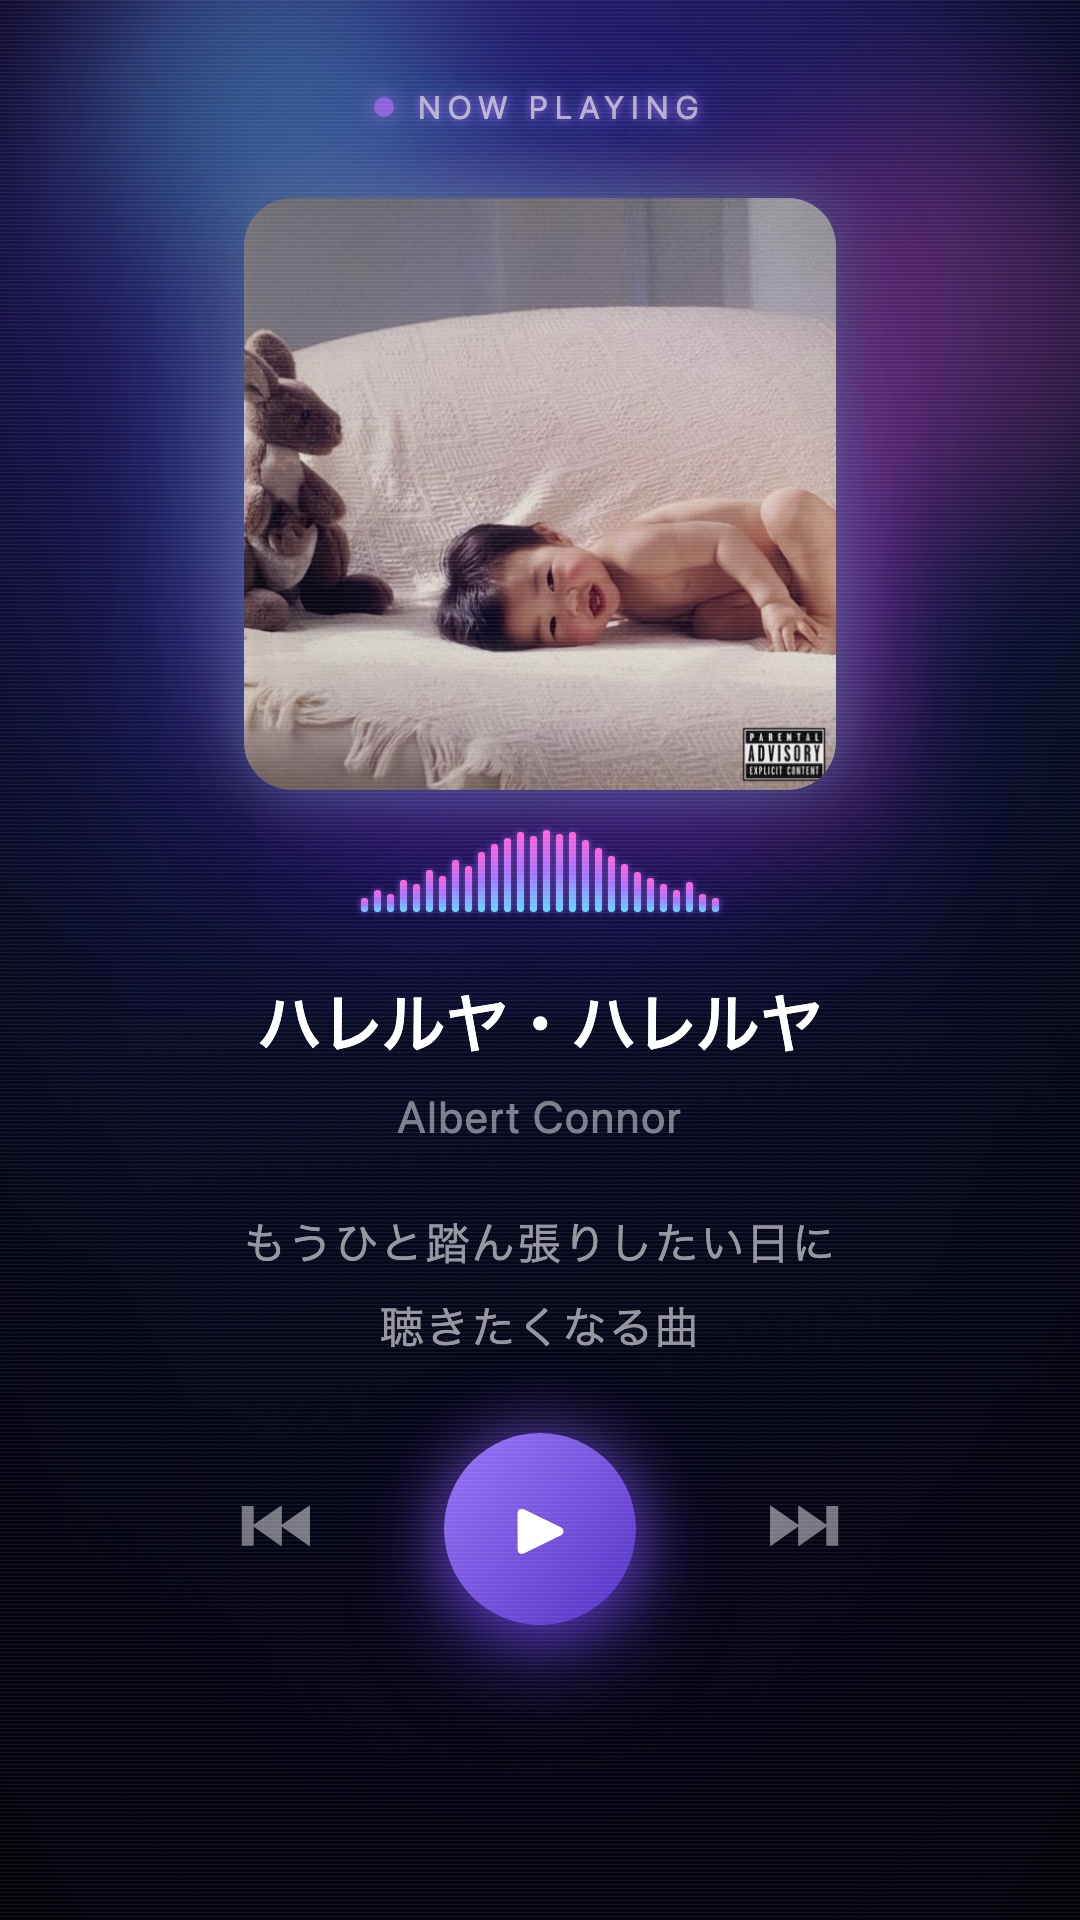 NOW PLAYING
PARENTAL
ADVISORY
EXPLICIT CONTENT
ハレルヤ・ハレルヤ
Albert Connor
もうひと踏ん張りしたい日に
聴きたくなる曲